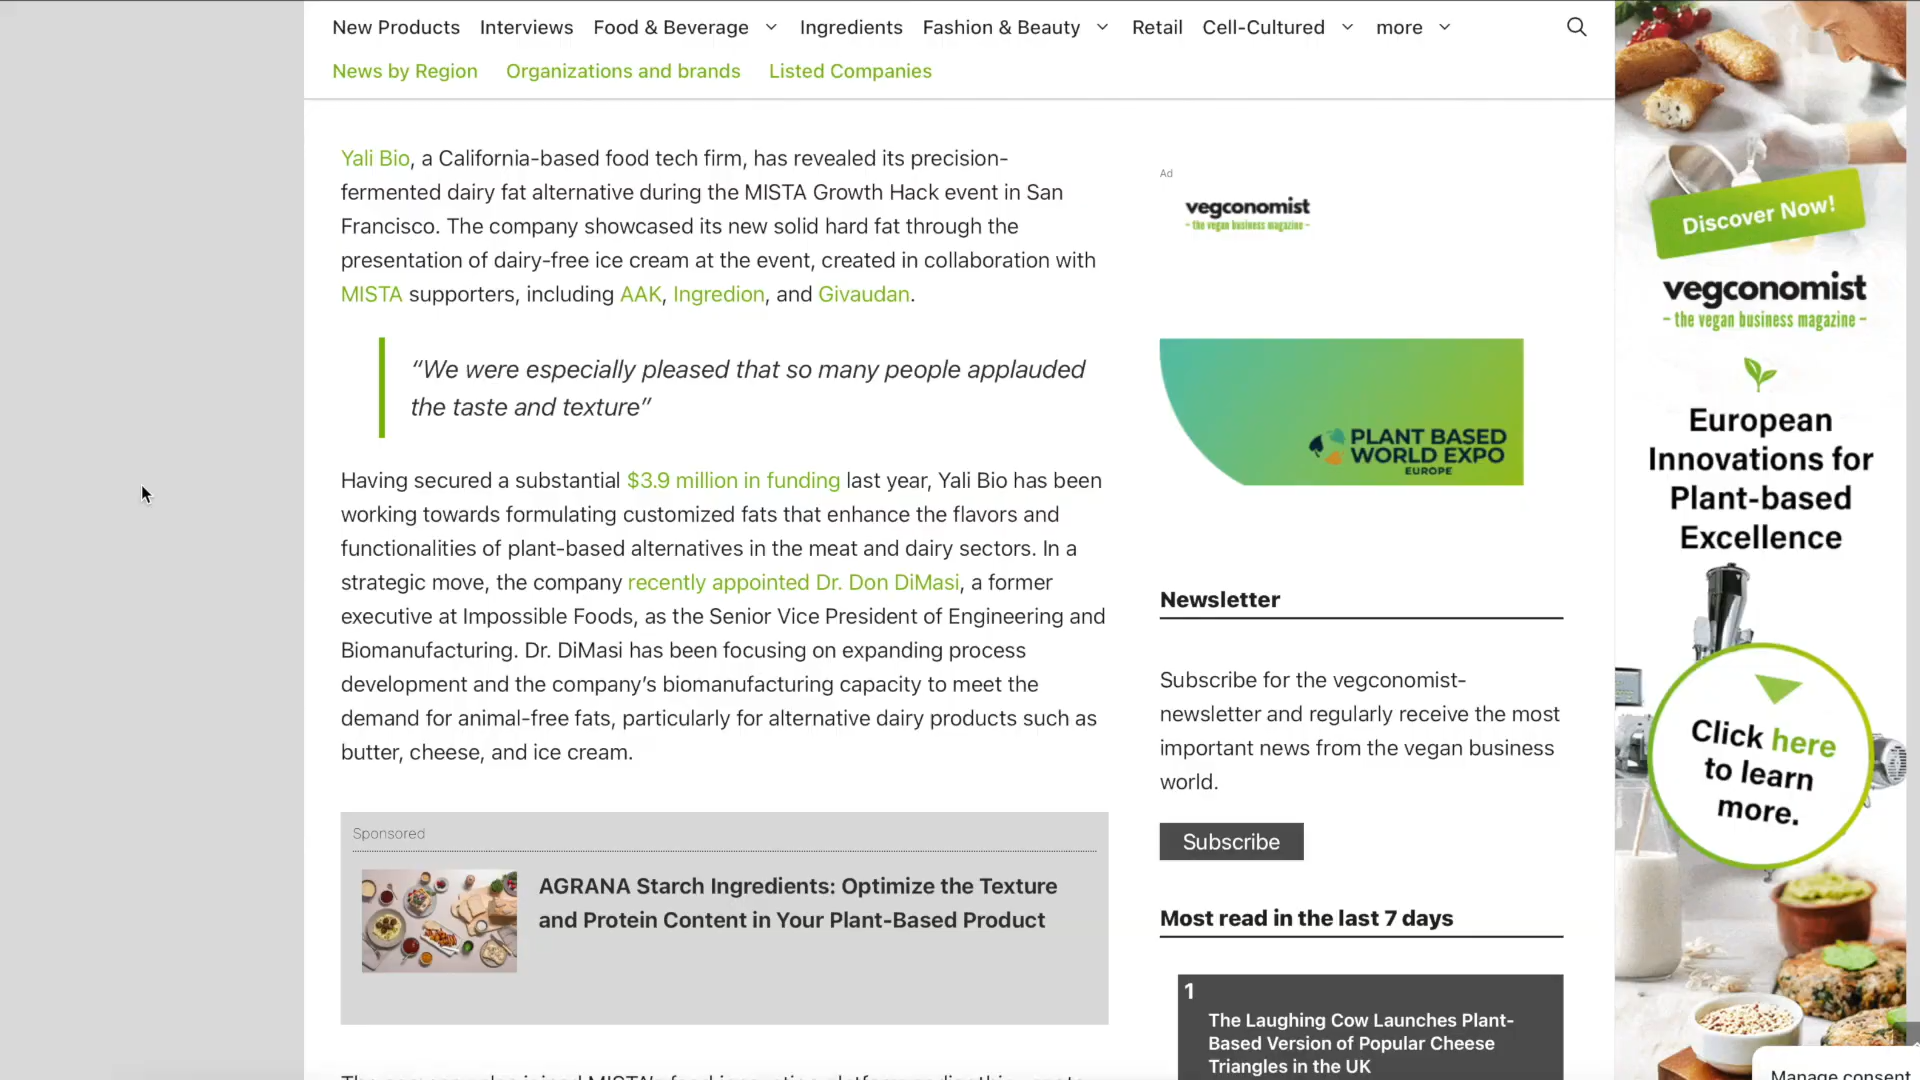 New Products Interviews Food & Beverage Ingredients Fashion & Beauty Retail Cell-Cultured more
News by Region Organizations and brands Listed Companies
Yali Bio, a California-based food tech firm, has revealed its precision-
fermented dairy fat alternative during the MISTA Growth Hack event in San
Francisco. The company showcased its new solid hard fat through the
presentation of dairy-free ice cream at the event, created in collaboration with
MISTA supporters, including AAK, Ingredion, and Givaudan.
“We were especially pleased that so many people applauded
the taste and texture”
Having secured a substantial $3.9 million in funding last year, Yali Bio has been
working towards formulating customized fats that enhance the flavors and
functionalities of plant-based alternatives in the meat and dairy sectors. In a
strategic move, the company recently appointed Dr. Don DiMasi, a former
executive at Impossible Foods, as the Senior Vice President of Engineering and
Biomanufacturing. Dr. DiMasi has been focusing on expanding process
development and the company’s biomanufacturing capacity to meet the
demand for animal-free fats, particularly for alternative dairy products such as
butter, cheese, and ice cream.
Sponsored
AGRANA Starch Ingredients: Optimize the Texture
and Protein Content in Your Plant-Based Product
Ad
vegconomist
– the vegan business magazine –
PLANT BASED
WORLD EXPO
EUROPE
Newsletter
Subscribe for the vegconomist-
newsletter and regularly receive the most
important news from the vegan business
world.
Subscribe
Most read in the last 7 days
1
The Laughing Cow Launches Plant-
Based Version of Popular Cheese
Triangles in the UK
Discover Now!
vegconomist
– the vegan business magazine –
European
Innovations for
Plant-based
Excellence
Click here
to learn
more.
Manage consent